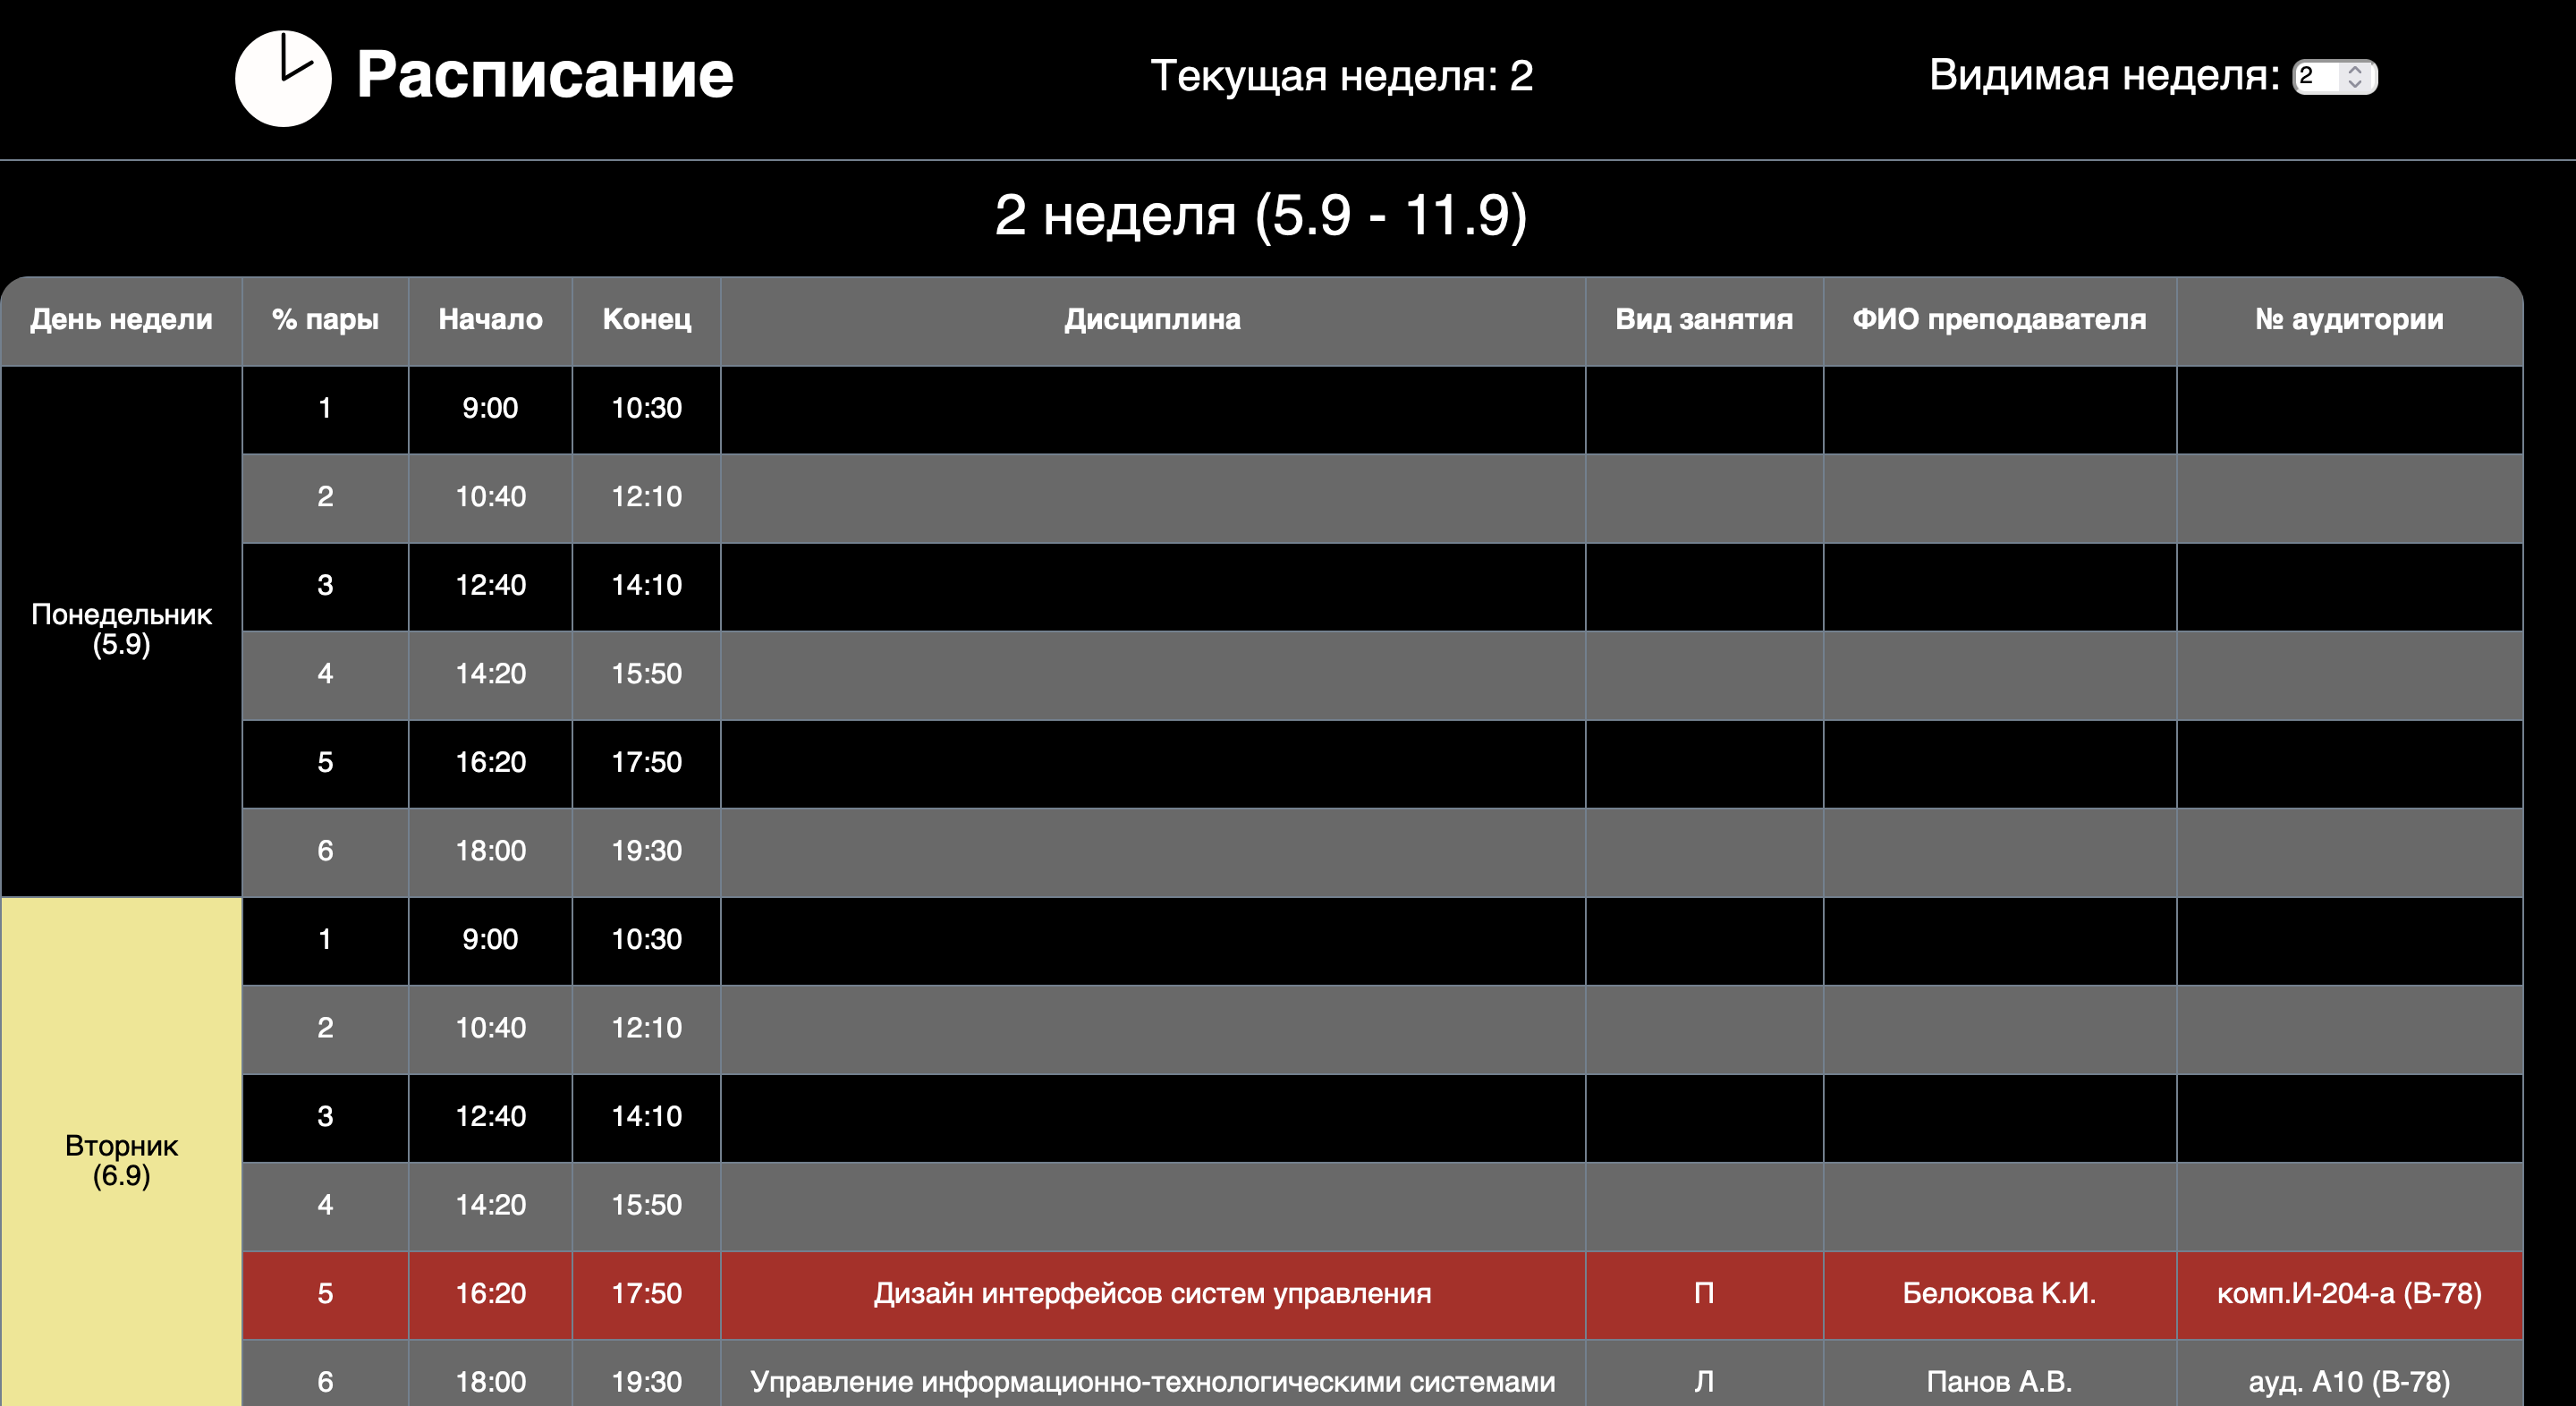 Расписание
Текущая неделя: 2
Видимая неделя: 2
2 неделя (5.9 - 11.9)
День недели % пары Начало Конец Дисциплина Вид занятия ФИО преподавателя № аудитории
Понедельник
(5.9)
1 9:00 10:30
2 10:40 12:10
3 12:40 14:10
4 14:20 15:50
5 16:20 17:50
6 18:00 19:30
Вторник
(6.9)
1 9:00 10:30
2 10:40 12:10
3 12:40 14:10
4 14:20 15:50
5 16:20 17:50 Дизайн интерфейсов систем управления П Белокова К.И. комп.И-204-а (В-78)
6 18:00 19:30 Управление информационно-технологическими системами Л Панов А.В. ауд. А10 (В-78)